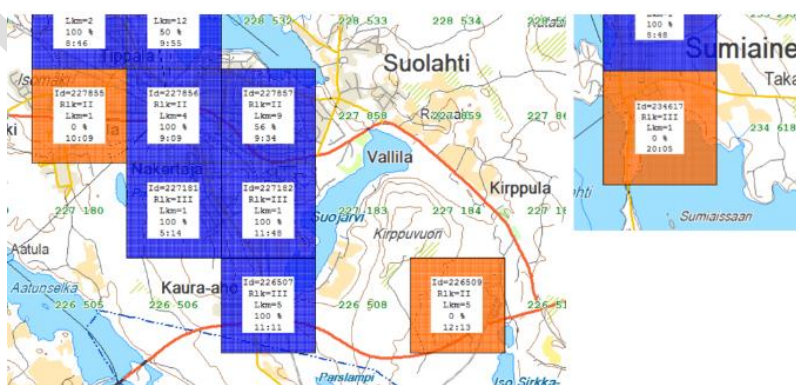 Lkm=2
100 %
8:46
Lkm=12
50 %
9:55
228 532
228 533
228 534
Suolahti
Id=227855
Rlk=II
Lkm=1
0 %
10:09
Id=227856
Rlk=II
Lkm=4
100 %
9:09
Id=227857
Rlk=II
Lkm=9
56 %
9:34
227 858
227 859
Vallila
Nakertaja
Id=227181
Rlk=III
Lkm=1
100 %
5:14
Id=227182
Rlk=III
Lkm=1
100 %
11:48
Kirppula
227 180
Suojärvi
227 183
227 184
Kirppuvuori
Aatula
Aatunselkä
Kaura-aho
226 505
226 506
Id=226507
Rlk=III
Lkm=5
100 %
11:11
226 508
Id=226509
Rlk=II
Lkm=5
0 %
12:13
Parslampi
Iso Sirkka-
100 %
8:48
Sumiaine
Taka
Id=234617
Rlk=III
Lkm=1
0 %
20:05
234 618
Sumiaissaari